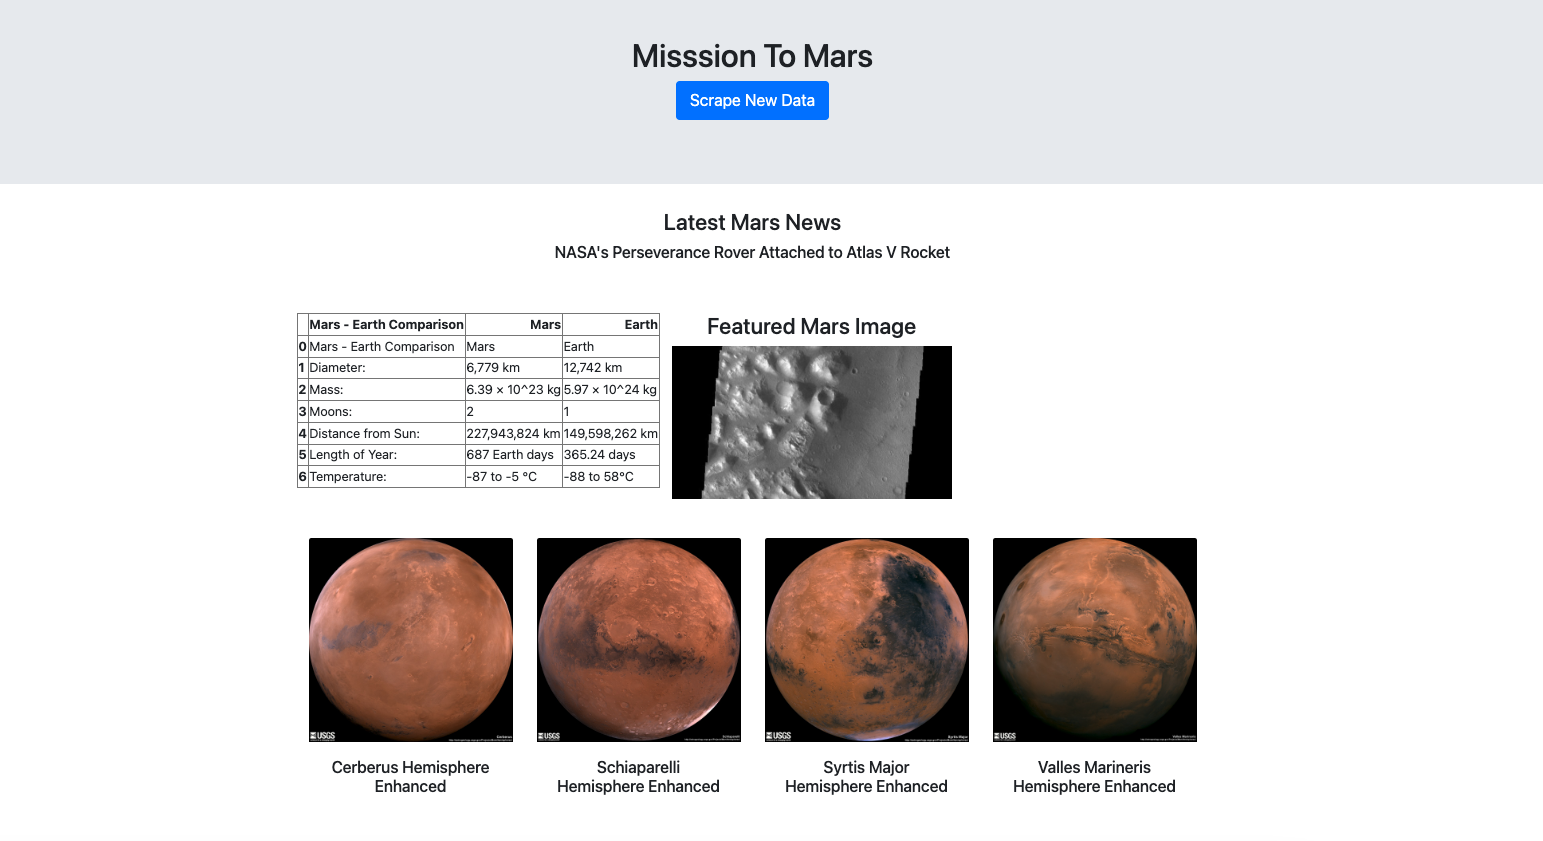 Misssion To Mars
Scrape New Data
Latest Mars News
NASA's Perseverance Rover Attached to Atlas V Rocket
Mars - Earth Comparison Mars Earth
0 Mars - Earth Comparison Mars Earth
1 Diameter: 6,779 km 12,742 km
2 Mass: 6.39 × 10^23 kg 5.97 × 10^24 kg
3 Moons: 2 1
4 Distance from Sun: 227,943,824 km 149,598,262 km
5 Length of Year: 687 Earth days 365.24 days
6 Temperature: -87 to -5 °C -88 to 58°C
Featured Mars Image
USGS
USGS
USGS
USGS
Cerberus Hemisphere
Enhanced
Schiaparelli
Hemisphere Enhanced
Syrtis Major
Hemisphere Enhanced
Valles Marineris
Hemisphere Enhanced